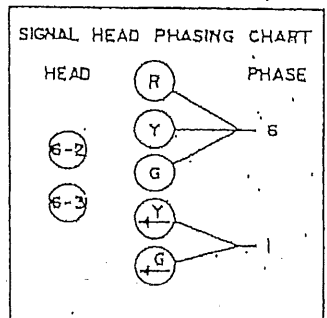 SIGNAL HEAD PHASING CHART
HEAD PHASE
R
Y 6
6-2
G
6-3
Y
1
G